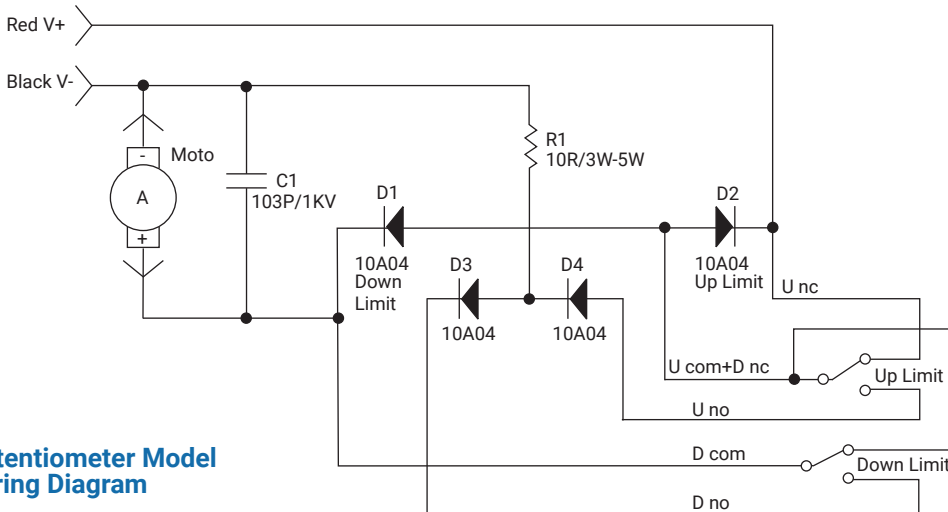 Red V+
Black V-
-
Moto
A
+
C1
103P/1KV
R1
10R/3W-5W
D1
10A04
Down
Limit
D2
10A04
Up Limit
D3
10A04
D4
10A04
U nc
U com+D nc
Up Limit
U no
D com
Down Limit
D no
tentiometer Model
ring Diagram